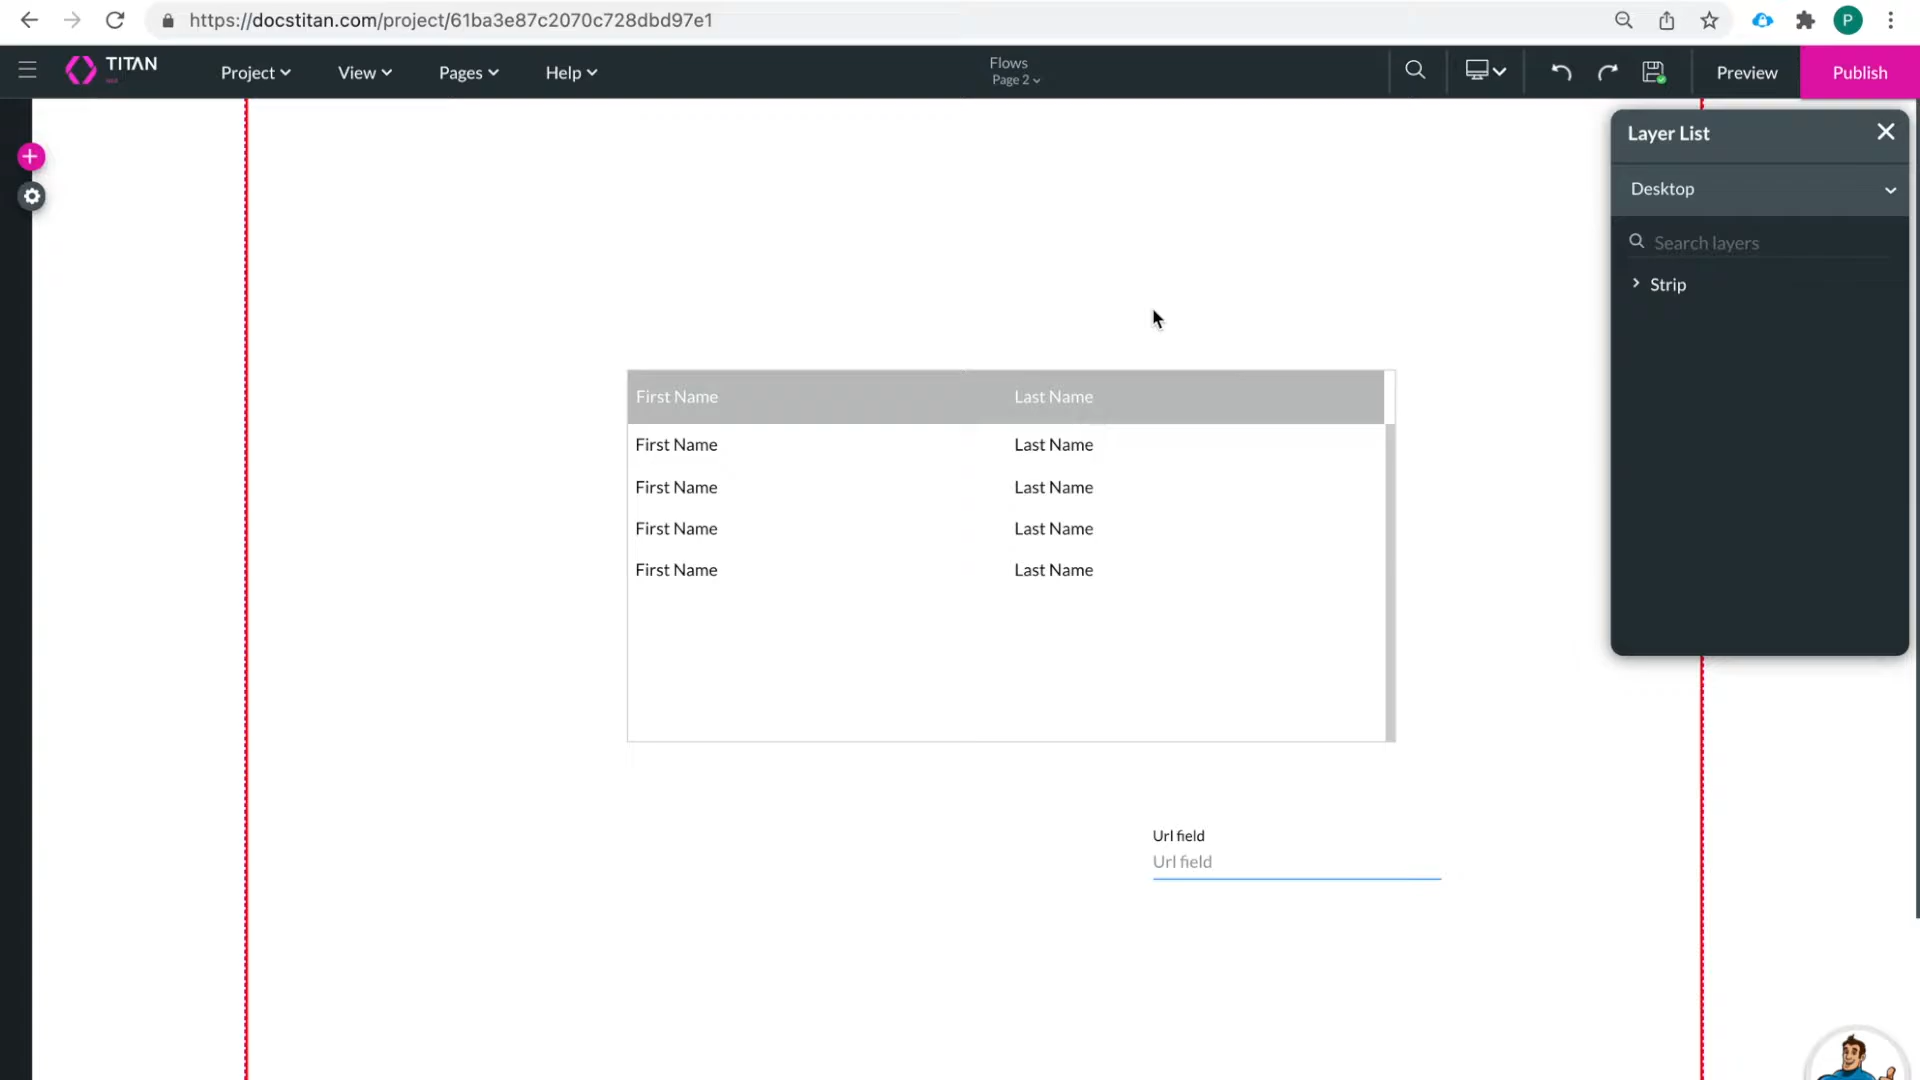 https://docstitan.com/project/61ba3e87c2070c728dbd97e1
P
TITAN
Project
View
Pages
Help
Flows
Page 2
Preview
Publish
Layer List
Desktop
Search layers
Strip
First Name Last Name
First Name Last Name
First Name Last Name
First Name Last Name
First Name Last Name
Url field
Url field